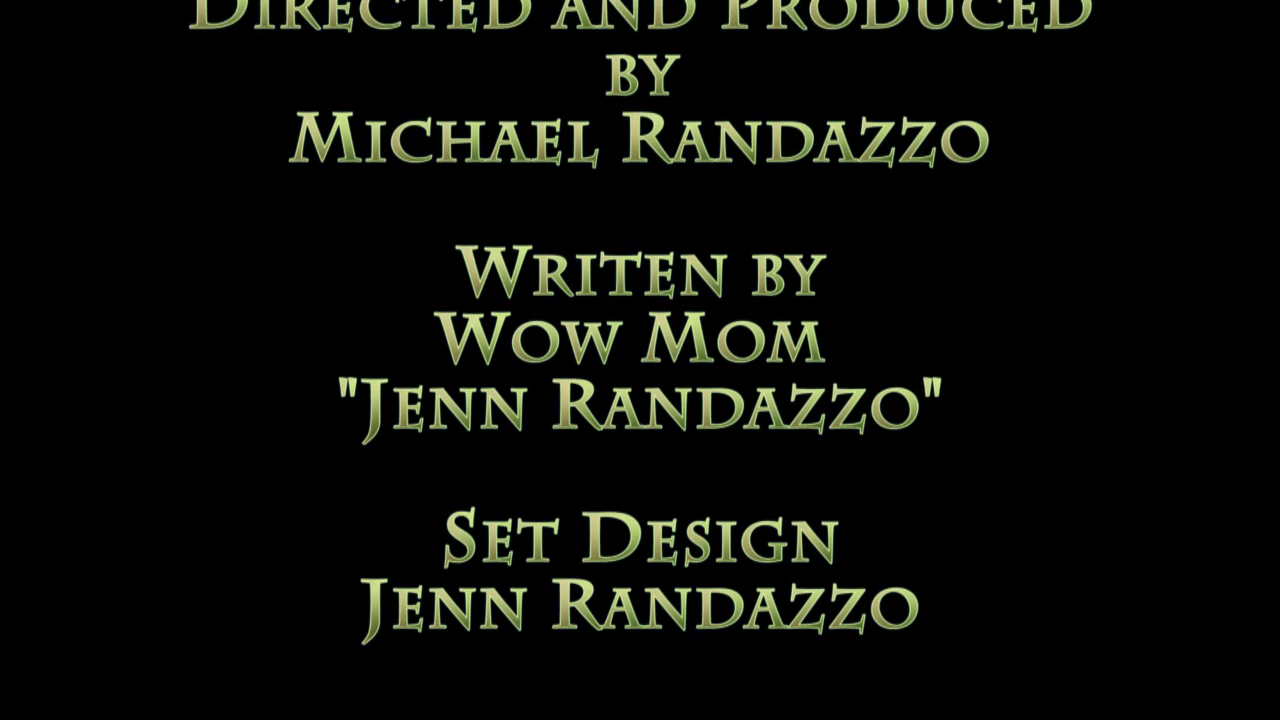 Directed and Produced
by
Michael Randazzo
Writen by
Wow Mom
"Jenn Randazzo"
Set Design
Jenn Randazzo